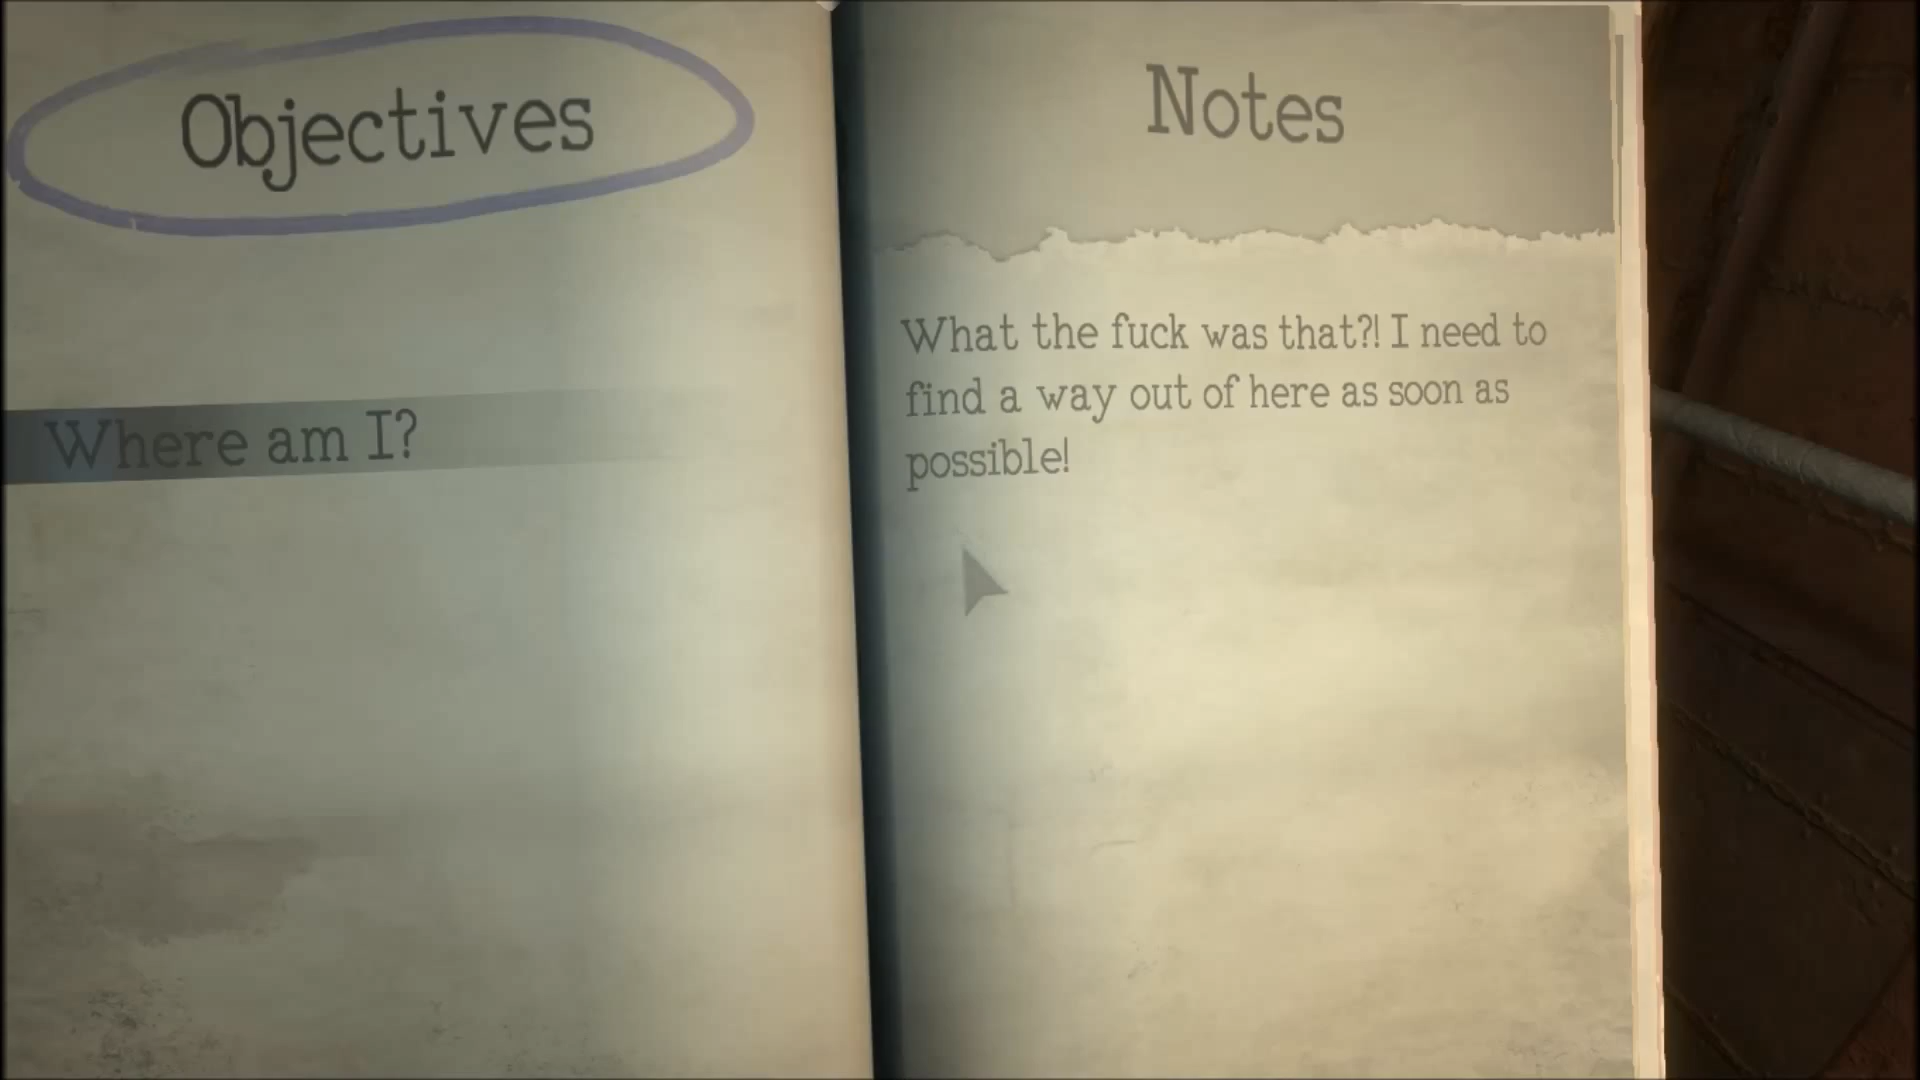 Objectives
Where am I?
Notes
What the fuck was that?! I need to
find a way out of here as soon as
possible!